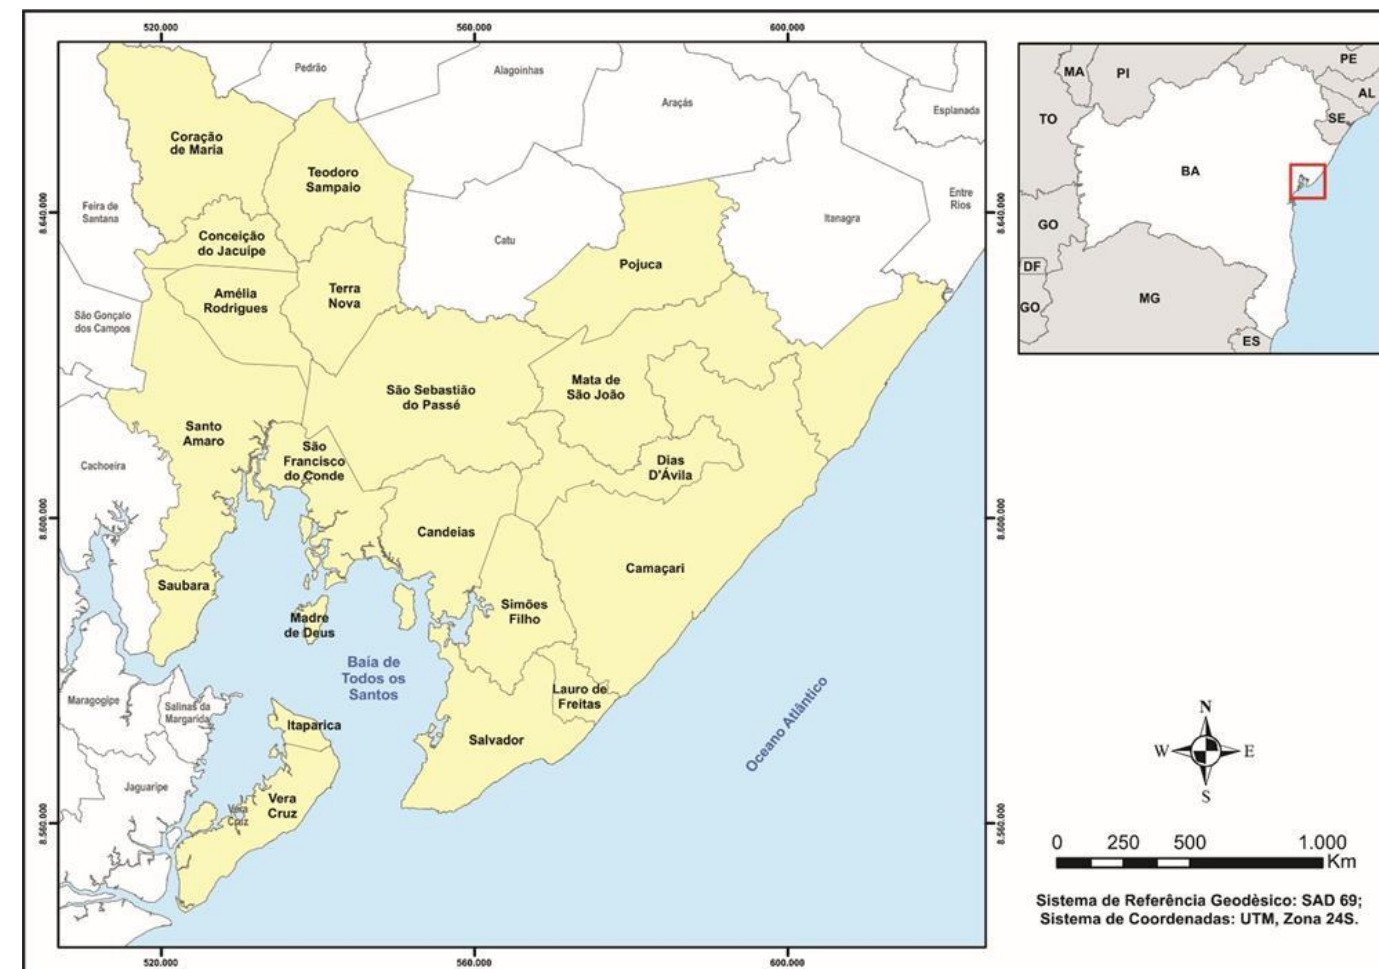 520.000
560.000
600.000
Pedrão
Alagoinhas
Araçás
Esplanada
Coração
de Maria
Teodoro
Sampaio
Feira de
Santana
8.640.000
Conceição
do Jacuípe
Catu
Itanagra
Entre
Rios
8.640.000
Pojuca
Amélia
Rodrigues
Terra
Nova
São Gonçalo
dos Campos
São Sebastião
do Passé
Mata de
São João
Santo
Amaro
São
Francisco
do Conde
Dias
D'Ávila
Cachoeira
8.600.000
8.600.000
Candeias
Camaçari
Saubara
Simões
Filho
Madre
de Deus
Baia de
Todos os
Santos
Lauro de
Freitas
Maragogipe
Salinas da
Margarida
Itaparica
Salvador
Oceano Atlântico
Jaguaripe
Vera
Cruz
Vera
Cruz
8.560.000
8.560.000
520.000
560.000
600.000
MA
PI
PE
AL
SE
TO
BA
GO
DF
GO
MG
ES
N
W
E
S
0 250 500 1.000
Km
Sistema de Referência Geodèsico: SAD 69;
Sistema de Coordenadas: UTM, Zona 24S.